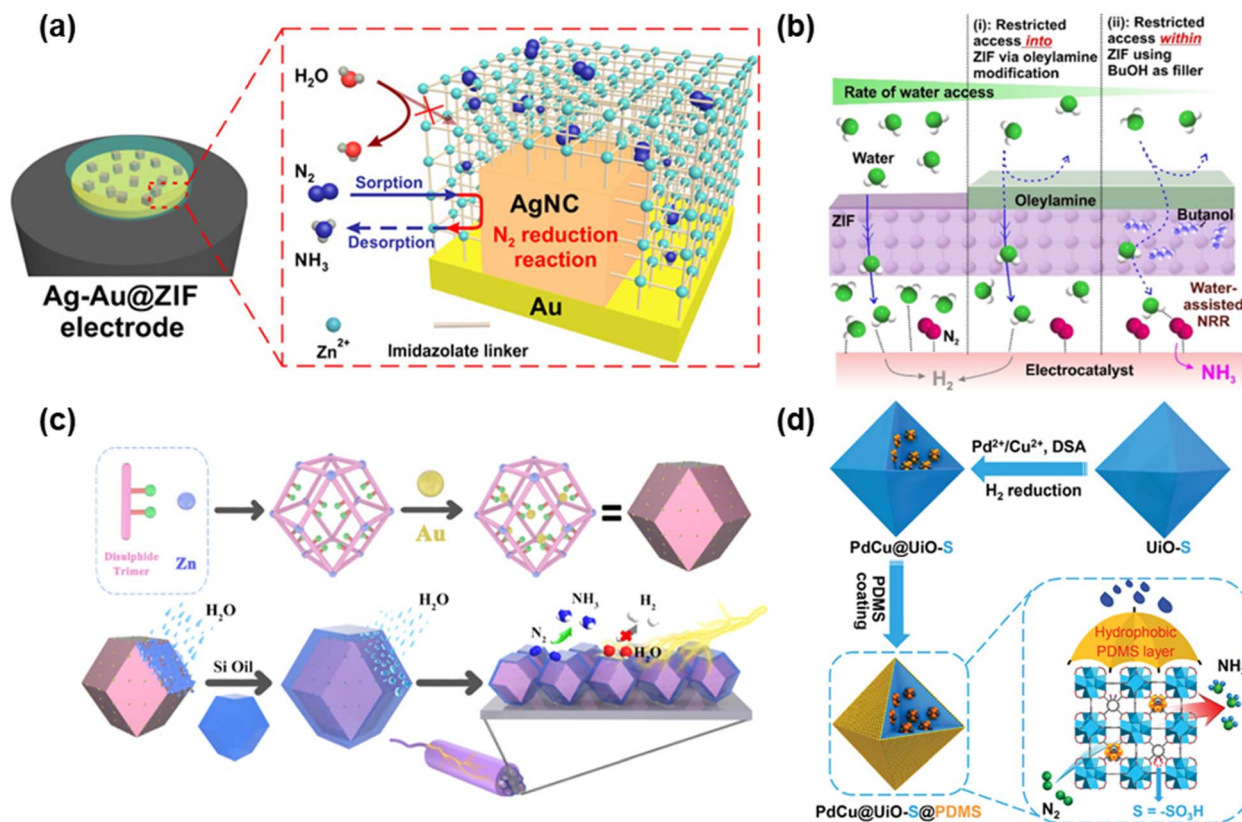 (a)
H₂O
N₂
Sorption
Desorption
NH₃
AgNC
N₂ reduction
reaction
Au
Ag-Au@ZIF
electrode
Zn²⁺
Imidazolate linker
(b)
(i): Restricted
access into
ZIF via oleylamine
modification
(ii): Restricted
access within
ZIF using
BuOH as filler
Rate of water access
Water
Oleylamine
ZIF
Butanol
Water-
assisted
NRR
N₂
H₂
Electrocatalyst
NH₃
(c)
Disulphide
Trimer
Zn
Au
=
H₂O
Si Oil
H₂O
N₂
NH₃
H₂
H₂O
(d)
Pd²⁺/Cu²⁺, DSA
H₂ reduction
PdCu@UiO-S
UiO-S
PDMS
coating
Hydrophobic
PDMS layer
NH₃
N₂
S = -SO₃H
PdCu@UiO-S@PDMS